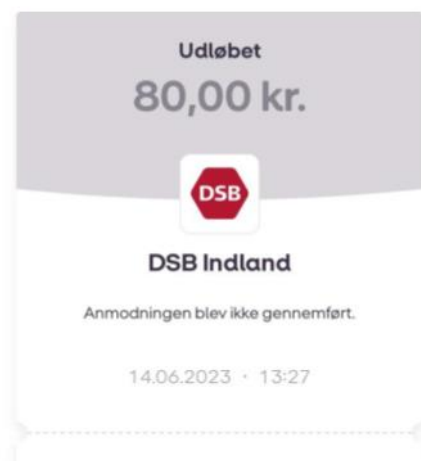 Udløbet
80,00 kr.
DSB
DSB Indland
Anmodningen blev ikke gennemført.
14.06.2023 · 13:27